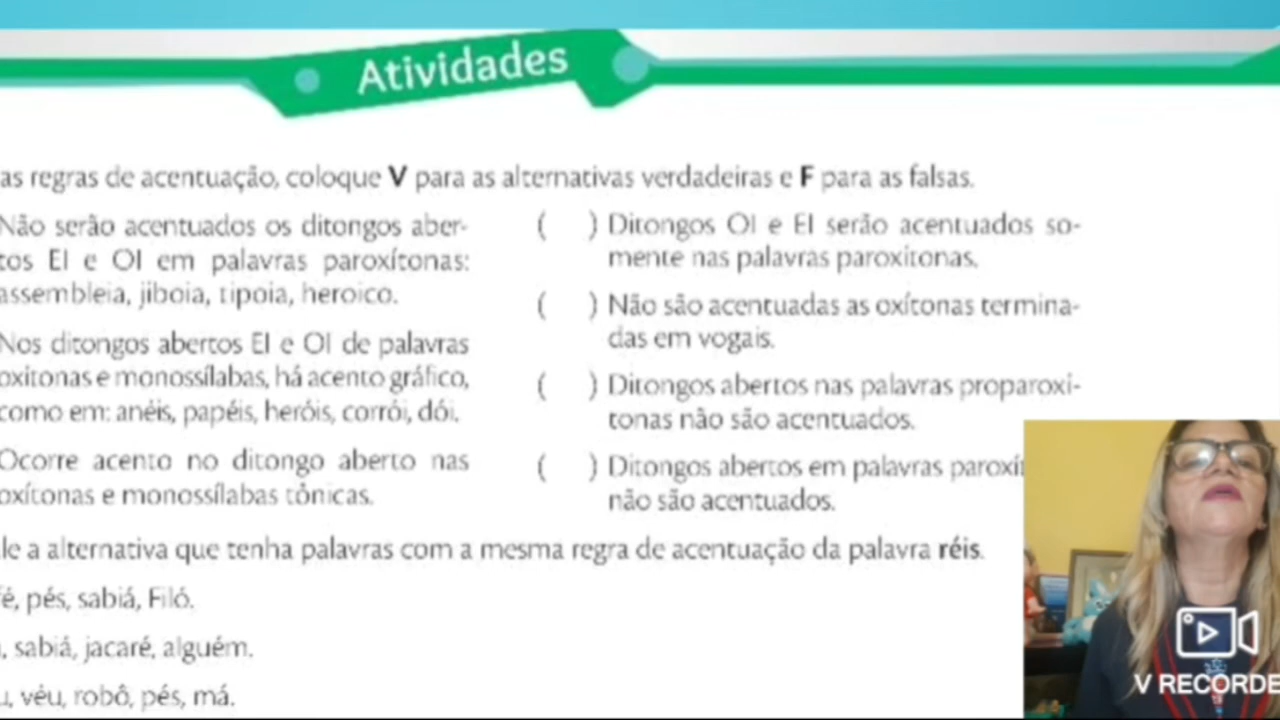 Atividades
as regras de acentuação, coloque V para as alternativas verdadeiras e F para as falsas.
Não serão acentuados os ditongos aber-
tos EI e OI em palavras paroxítonas:
assembleia, jiboia, tipoia, heroico.
Nos ditongos abertos EI e OI de palavras
oxítonas e monossílabas, há acento gráfico,
como em: anéis, papéis, heróis, corrói, dói.
Ocorre acento no ditongo aberto nas
oxítonas e monossílabas tônicas.
( ) Ditongos OI e EI serão acentuados so-
mente nas palavras paroxítonas.
( ) Não são acentuadas as oxítonas termina-
das em vogais.
( ) Ditongos abertos nas palavras proparoxí-
tonas não são acentuados.
( ) Ditongos abertos em palavras paroxí
não são acentuados.
le a alternativa que tenha palavras com a mesma regra de acentuação da palavra réis.
fé, pés, sabiá, Filó.
, sabiá, jacaré, alguém.
u, véu, robô, pés, má.
V RECORDE